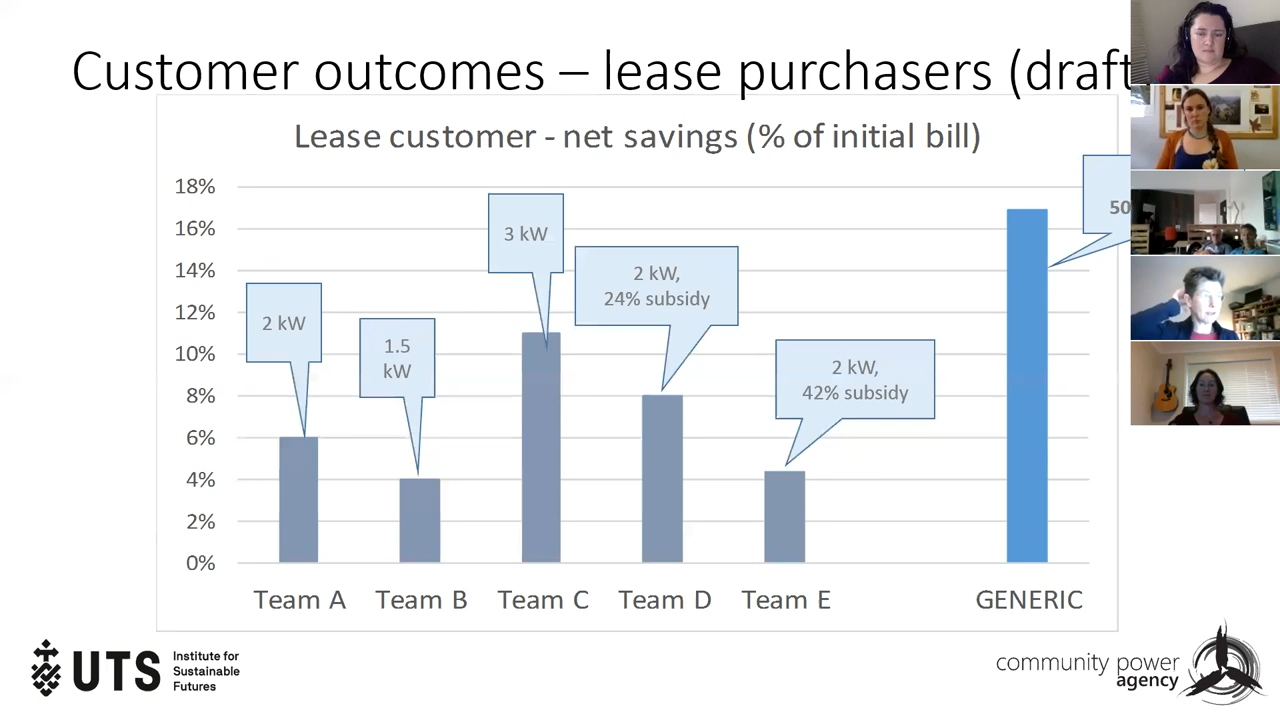 Customer outcomes – lease purchasers (draft
Lease customer - net savings (% of initial bill)
18%
16%
14%
12%
10%
8%
6%
4%
2%
0%
2 kW
1.5
kW
3 kW
2 kW,
24% subsidy
2 kW,
42% subsidy
50
Team A
Team B
Team C
Team D
Team E
GENERIC
UTS
Institute for
Sustainable
Futures
community power
agency